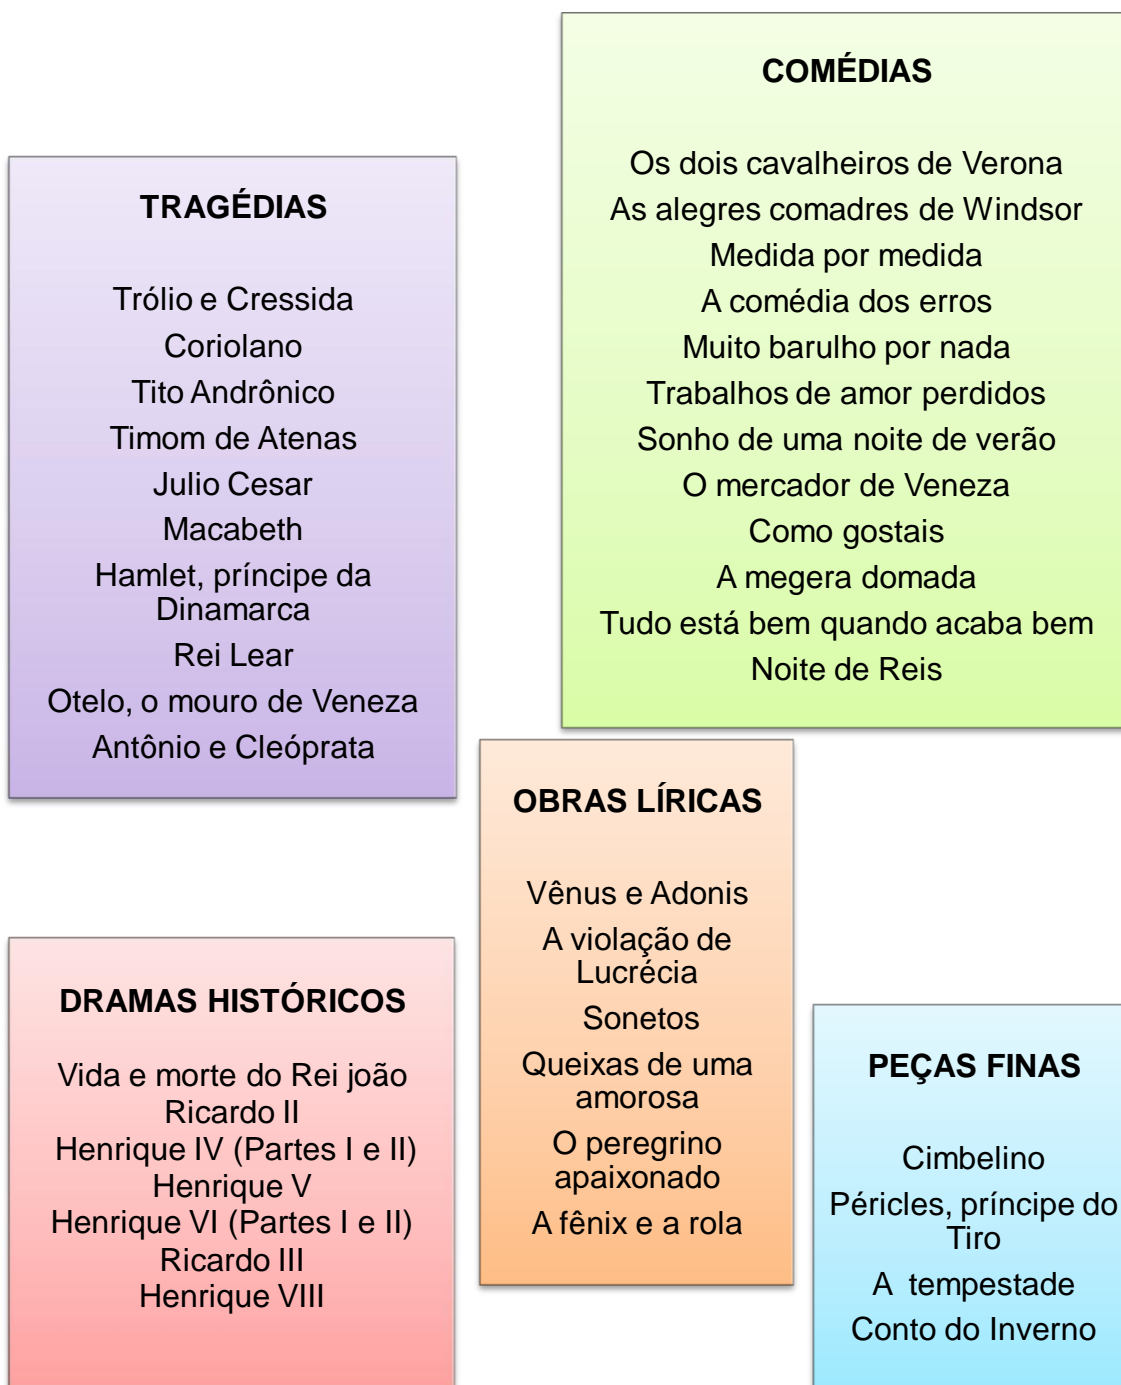 TRAGÉDIAS
Trólio e Cressida
Coriolano
Tito Andrônico
Timom de Atenas
Julio Cesar
Macabeth
Hamlet, príncipe da
Dinamarca
Rei Lear
Otelo, o mouro de Veneza
Antônio e Cleóprata
COMÉDIAS
Os dois cavalheiros de Verona
As alegres comadres de Windsor
Medida por medida
A comédia dos erros
Muito barulho por nada
Trabalhos de amor perdidos
Sonho de uma noite de verão
O mercador de Veneza
Como gostais
A megera domada
Tudo está bem quando acaba bem
Noite de Reis
DRAMAS HISTÓRICOS
Vida e morte do Rei joão
Ricardo II
Henrique IV (Partes I e II)
Henrique V
Henrique VI (Partes I e II)
Ricardo III
Henrique VIII
OBRAS LÍRICAS
Vênus e Adonis
A violação de
Lucrécia
Sonetos
Queixas de uma
amorosa
O peregrino
apaixonado
A fênix e a rola
PEÇAS FINAS
Cimbelino
Péricles, príncipe do
Tiro
A tempestade
Conto do Inverno